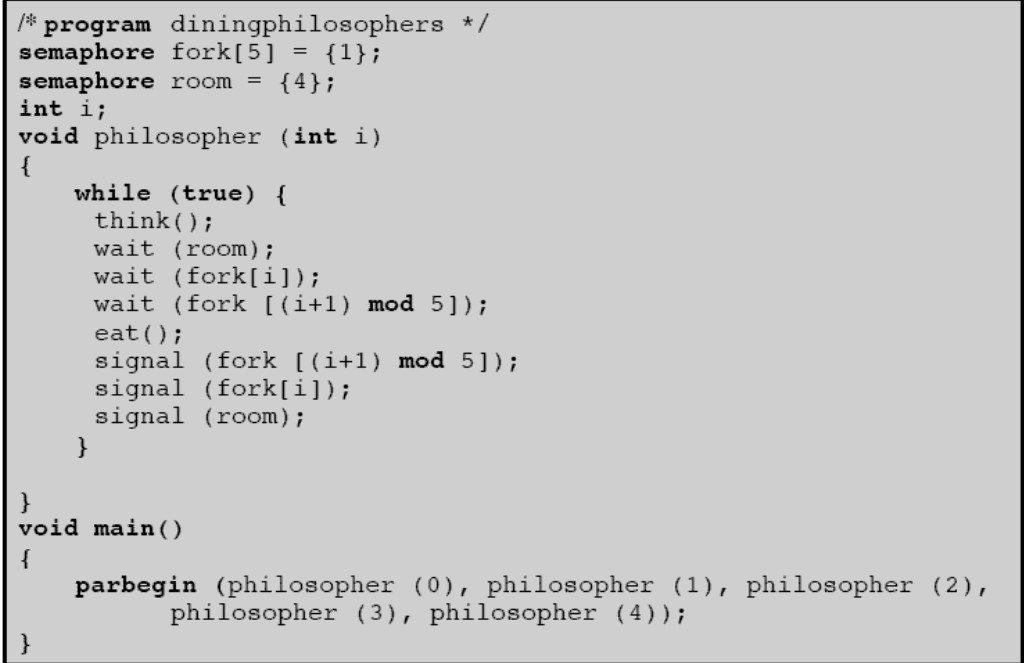 /* program diningphilosophers */
semaphore fork[5] = {1};
semaphore room = {4};
int i;
void philosopher (int i)
{
    while (true) {
     think();
     wait (room);
     wait (fork[i]);
     wait (fork [(i+1) mod 5]);
     eat();
     signal (fork [(i+1) mod 5]);
     signal (fork[i]);
     signal (room);
    }
}
void main()
{
    parbegin (philosopher (0), philosopher (1), philosopher (2),
          philosopher (3), philosopher (4));
}